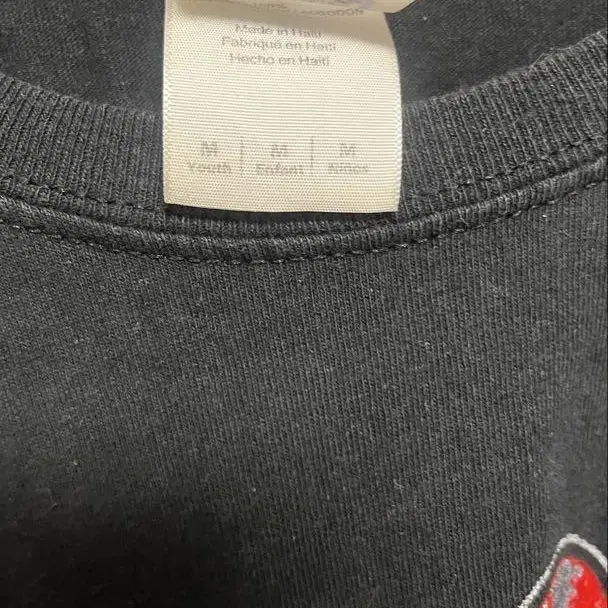 Made in Haiti
Fabriqué en Haïti
Hecho en Haití
M | M | M
Youth | Enfant | Niños